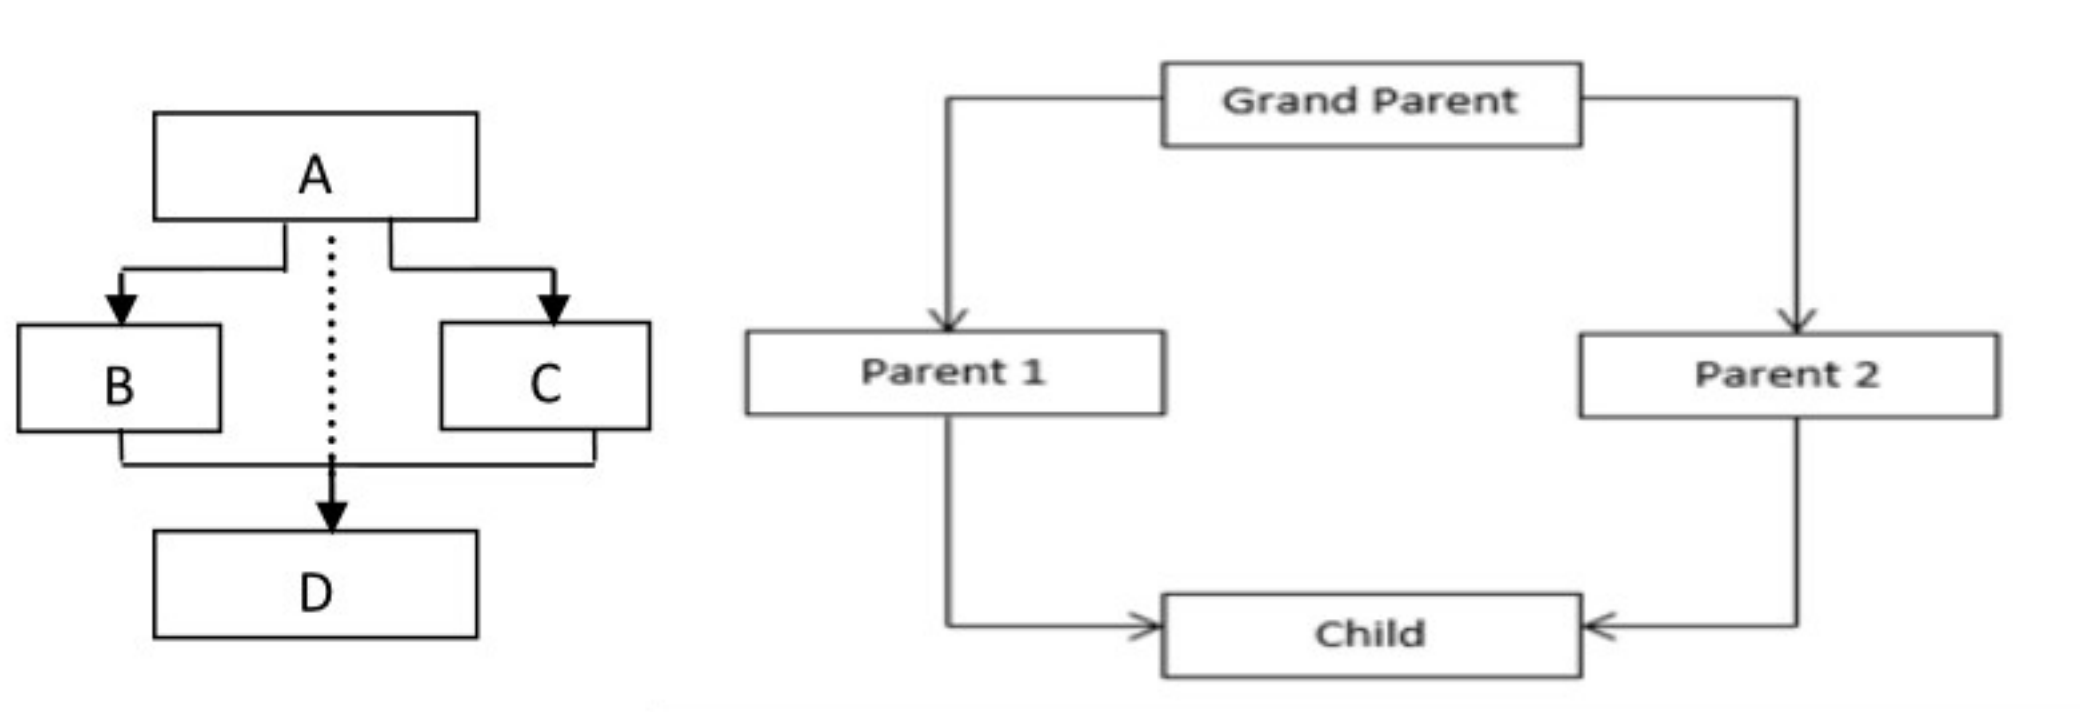 A
B
C
D
Grand Parent
Parent 1
Parent 2
Child